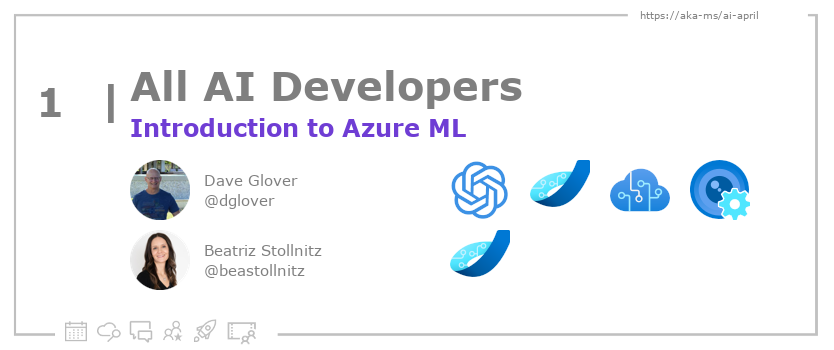 https://aka-ms/ai-april
1 | All AI Developers
Introduction to Azure ML
Dave Glover
@dglover
Beatriz Stollnitz
@beastollnitz